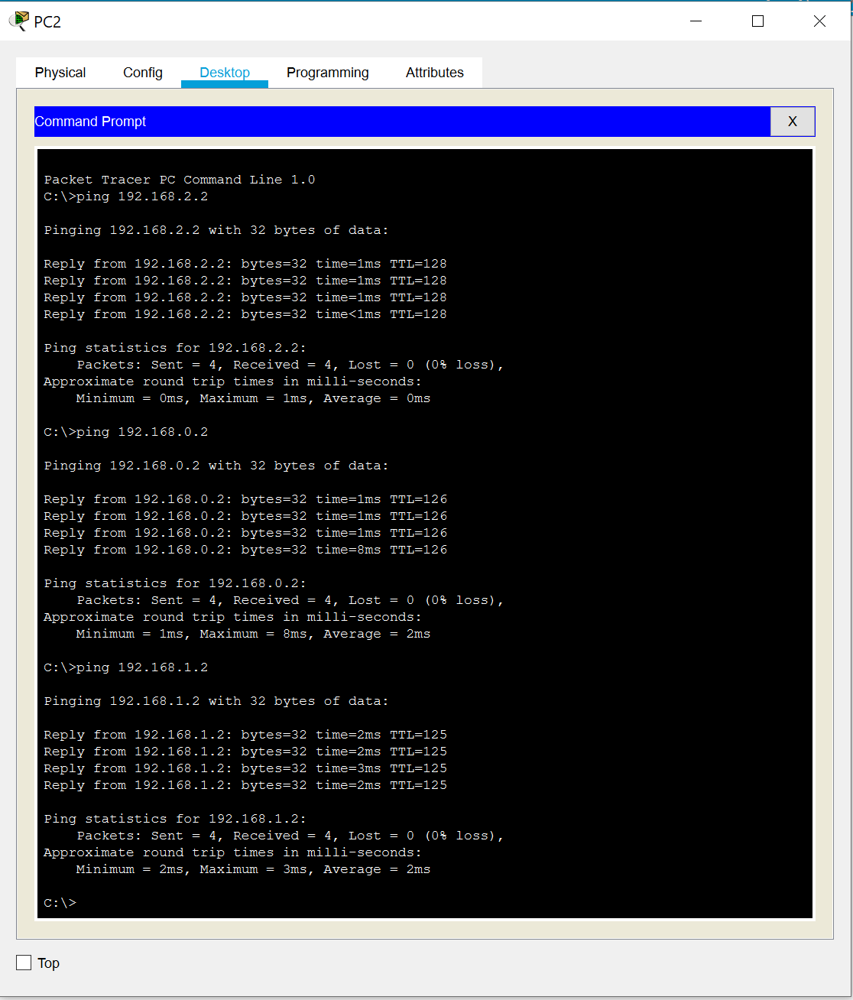 PC2
Physical Config Desktop Programming Attributes
Command Prompt X
Packet Tracer PC Command Line 1.0
C:\>ping 192.168.2.2
Pinging 192.168.2.2 with 32 bytes of data:
Reply from 192.168.2.2: bytes=32 time=1ms TTL=128
Reply from 192.168.2.2: bytes=32 time=1ms TTL=128
Reply from 192.168.2.2: bytes=32 time=1ms TTL=128
Reply from 192.168.2.2: bytes=32 time<1ms TTL=128
Ping statistics for 192.168.2.2:
Packets: Sent = 4, Received = 4, Lost = 0 (0% loss),
Approximate round trip times in milli-seconds:
Minimum = 0ms, Maximum = 1ms, Average = 0ms
C:\>ping 192.168.0.2
Pinging 192.168.0.2 with 32 bytes of data:
Reply from 192.168.0.2: bytes=32 time=1ms TTL=126
Reply from 192.168.0.2: bytes=32 time=1ms TTL=126
Reply from 192.168.0.2: bytes=32 time=1ms TTL=126
Reply from 192.168.0.2: bytes=32 time=8ms TTL=126
Ping statistics for 192.168.0.2:
Packets: Sent = 4, Received = 4, Lost = 0 (0% loss),
Approximate round trip times in milli-seconds:
Minimum = 1ms, Maximum = 8ms, Average = 2ms
C:\>ping 192.168.1.2
Pinging 192.168.1.2 with 32 bytes of data:
Reply from 192.168.1.2: bytes=32 time=2ms TTL=125
Reply from 192.168.1.2: bytes=32 time=2ms TTL=125
Reply from 192.168.1.2: bytes=32 time=3ms TTL=125
Reply from 192.168.1.2: bytes=32 time=2ms TTL=125
Ping statistics for 192.168.1.2:
Packets: Sent = 4, Received = 4, Lost = 0 (0% loss),
Approximate round trip times in milli-seconds:
Minimum = 2ms, Maximum = 3ms, Average = 2ms
C:\>
Top